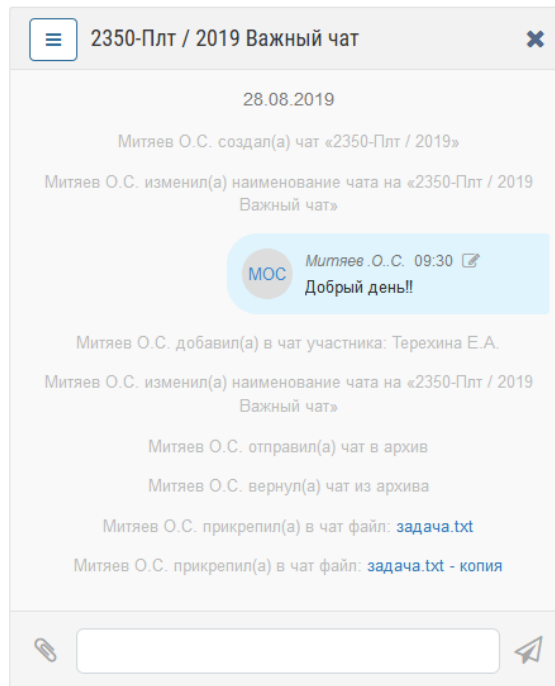 2350-Плт / 2019 Важный чат
28.08.2019
Митяев О.С. создал(а) чат «2350-Плт / 2019»
Митяев О.С. изменил(а) наименование чата на «2350-Плт / 2019
Важный чат»
МОС
Митяев .О..С. 09:30
Добрый день!!
Митяев О.С. добавил(а) в чат участника: Терехина Е.А.
Митяев О.С. изменил(а) наименование чата на «2350-Плт / 2019
Важный чат»
Митяев О.С. отправил(а) чат в архив
Митяев О.С. вернул(а) чат из архива
Митяев О.С. прикрепил(а) в чат файл: задача.txt
Митяев О.С. прикрепил(а) в чат файл: задача.txt - копия